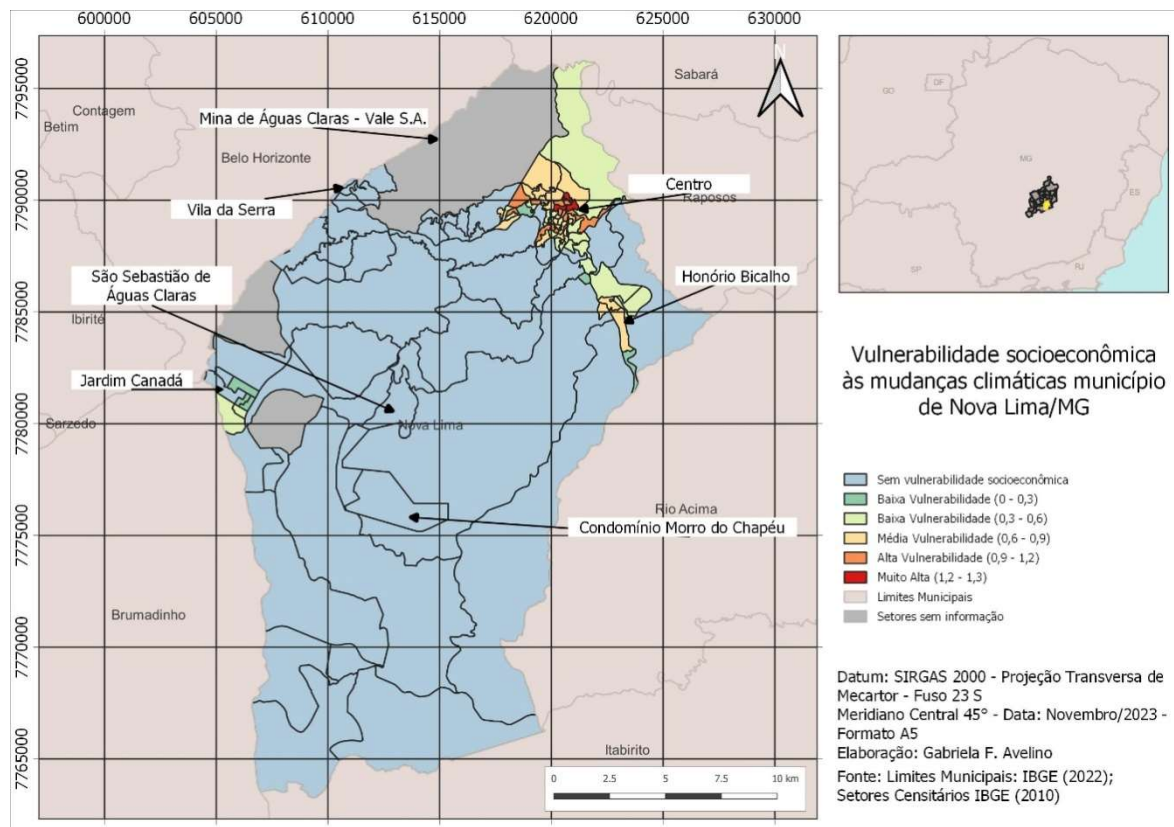 600000 605000 610000 615000 620000 625000 630000
7795000
7790000
7785000
7780000
7775000
7770000
7765000
N
Sabará
Contagem
Betim
Mina de Águas Claras - Vale S.A.
Belo Horizonte
Centro
Raposos
Vila da Serra
São Sebastião de
Águas Claras
Honório Bicalho
Ibirité
Jardim Canadá
Sarzedo
Nova Lima
Rio Acima
Condomínio Morro do Chapéu
Brumadinho
Itabirito
0 2.5 5 7.5 10 km
GO
DF
MG
ES
SP
RJ
Vulnerabilidade socioeconômica
às mudanças climáticas município
de Nova Lima/MG
Sem vulnerabilidade socioeconômica
Baixa Vulnerabilidade (0 - 0,3)
Baixa Vulnerabilidade (0,3 - 0,6)
Média Vulnerabilidade (0,6 - 0,9)
Alta Vulnerabilidade (0,9 - 1,2)
Muito Alta (1,2 - 1,3)
Limites Municipais
Setores sem informação
Datum: SIRGAS 2000 - Projeção Transversa de
Mecartor - Fuso 23 S
Meridiano Central 45° - Data: Novembro/2023 -
Formato A5
Elaboração: Gabriela F. Avelino
Fonte: Limites Municipais: IBGE (2022);
Setores Censitários IBGE (2010)